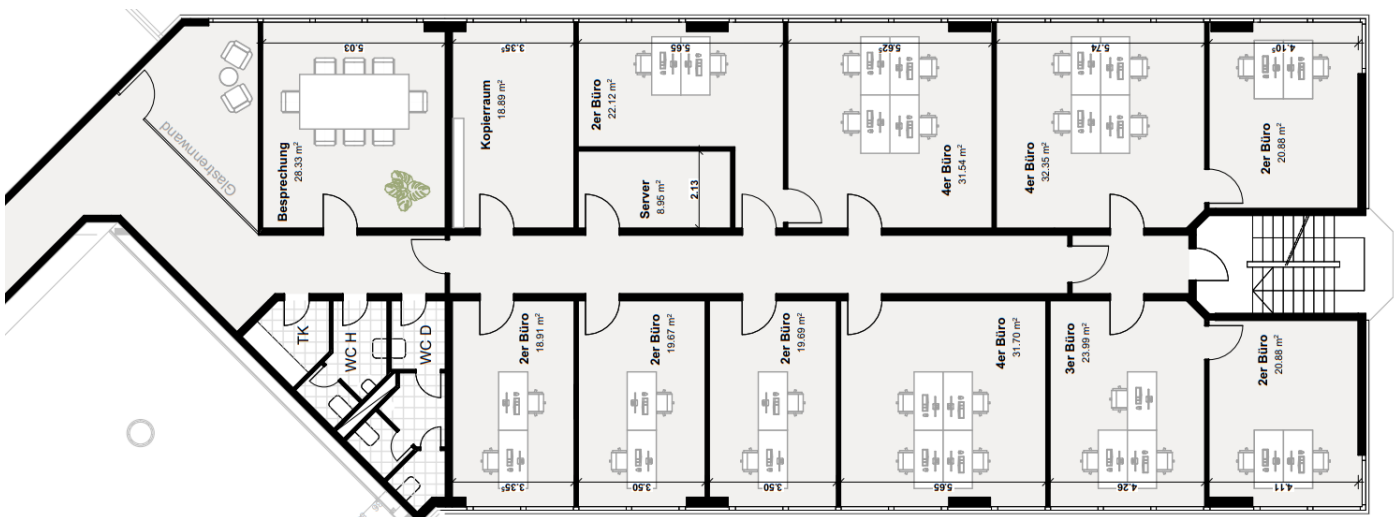 5.03
3.35⁵
5.65
5.62⁵
5.74
4.10⁵
Glastrennwand
Besprechung
28.33 m²
Kopierraum
18.89 m²
2er Büro
22.12 m²
Server
8.95 m²
2.13
4er Büro
31.54 m²
4er Büro
32.35 m²
2er Büro
20.88 m²
TK
WC H
WC D
2er Büro
18.91 m²
2er Büro
19.67 m²
2er Büro
19.69 m²
4er Büro
31.70 m²
3er Büro
23.99 m²
2er Büro
20.88 m²
3.35⁵
3.50
3.50
5.65
4.26
4.11